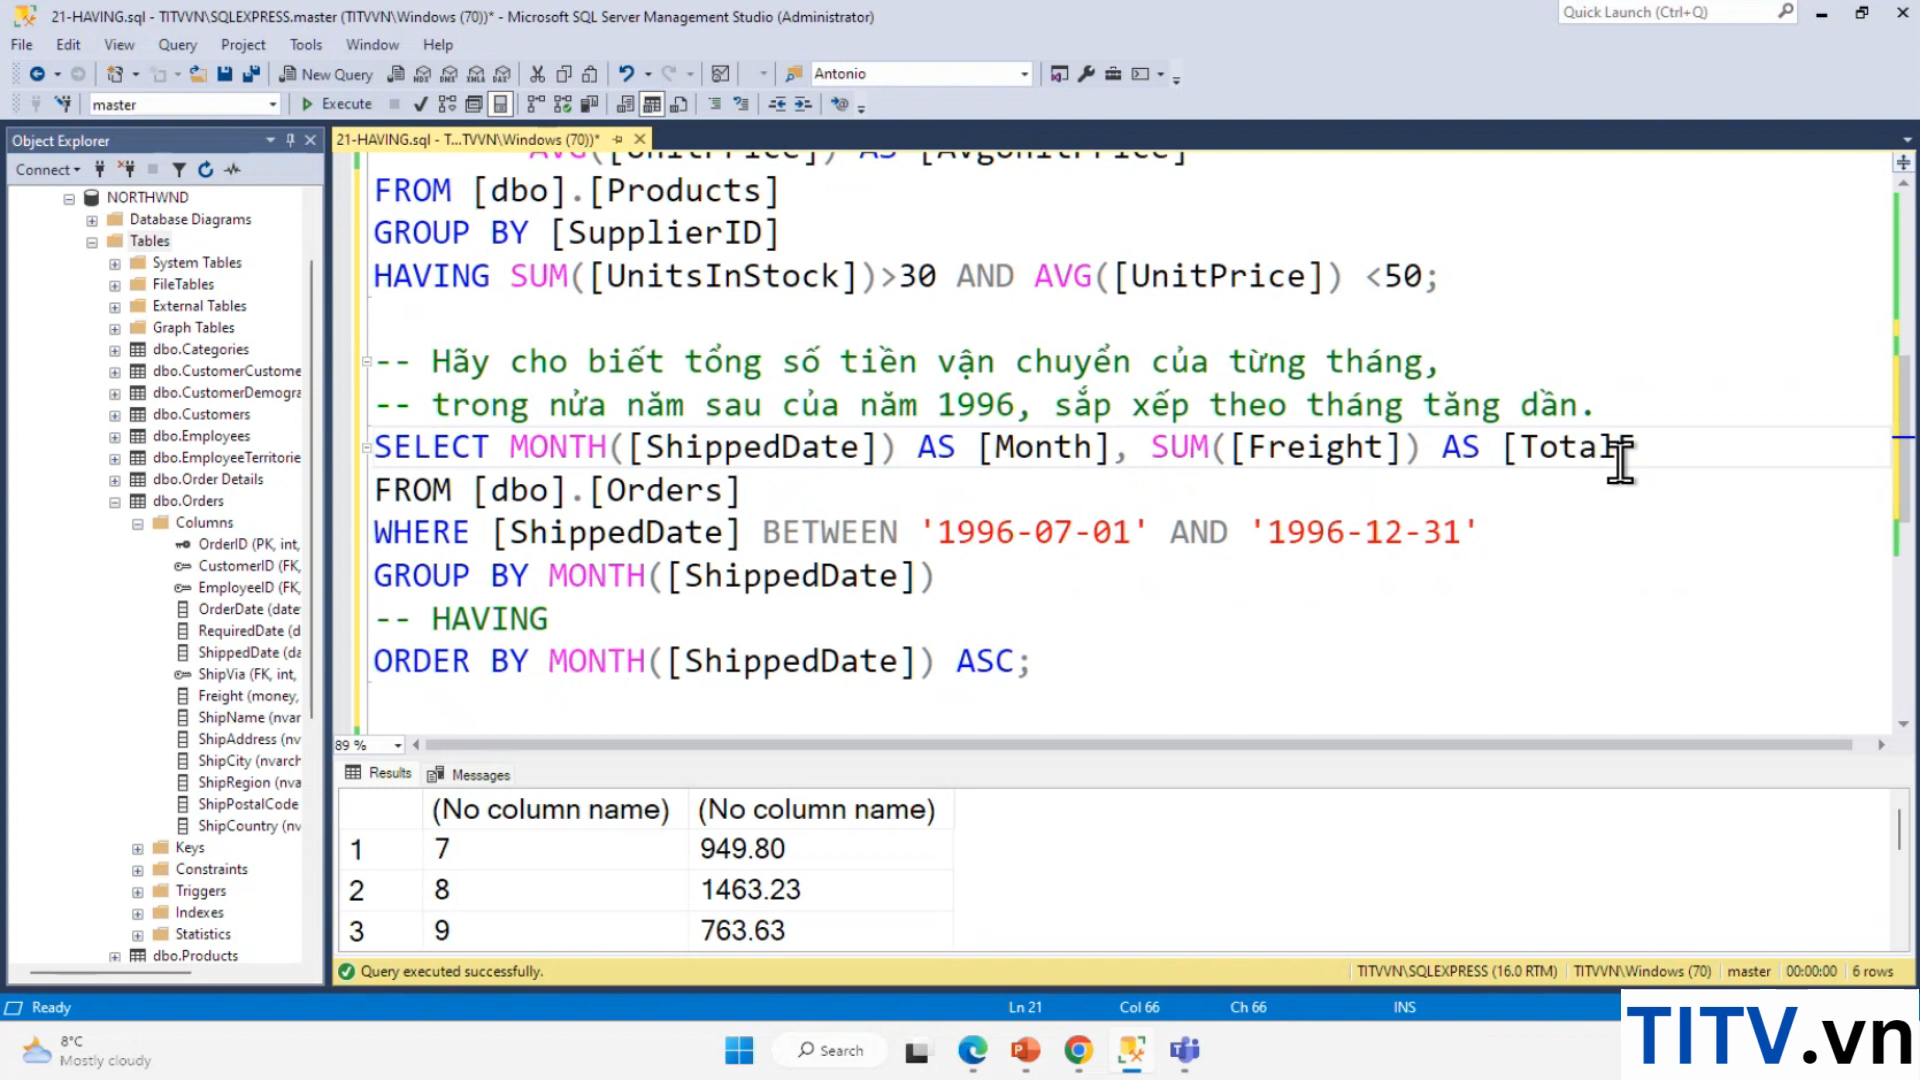 21-HAVING.sql - TITVVN\SQLEXPRESS.master (TITVVN\Windows (70))* - Microsoft SQL Server Management Studio (Administrator)
Quick Launch (Ctrl+Q)
File Edit View Query Project Tools Window Help
New Query
Antonio
master
Execute
Object Explorer
21-HAVING.sql - T...TVVN\Windows (70))*
Connect
NORTHWND
Database Diagrams
Tables
System Tables
FileTables
External Tables
Graph Tables
dbo.Categories
dbo.CustomerCustome
dbo.CustomerDemogra
dbo.Customers
dbo.Employees
dbo.EmployeeTerritorie
dbo.Order Details
dbo.Orders
Columns
OrderID (PK, int,
CustomerID (FK,
EmployeeID (FK,
OrderDate (date
RequiredDate (d
ShippedDate (da
ShipVia (FK, int,
Freight (money,
ShipName (nvar
ShipAddress (nv
ShipCity (nvarch
ShipRegion (nva
ShipPostalCode
ShipCountry (nv
Keys
Constraints
Triggers
Indexes
Statistics
dbo.Products
AVG([UnitPrice]) AS [AvgUnitPrice]
FROM [dbo].[Products]
GROUP BY [SupplierID]
HAVING SUM([UnitsInStock])>30 AND AVG([UnitPrice]) <50;
-- Hãy cho biết tổng số tiền vận chuyển của từng tháng,
-- trong nửa năm sau của năm 1996, sắp xếp theo tháng tăng dần.
SELECT MONTH([ShippedDate]) AS [Month], SUM([Freight]) AS [Total
FROM [dbo].[Orders]
WHERE [ShippedDate] BETWEEN '1996-07-01' AND '1996-12-31'
GROUP BY MONTH([ShippedDate])
-- HAVING
ORDER BY MONTH([ShippedDate]) ASC;
89 %
Results Messages
(No column name) (No column name)
1 7 949.80
2 8 1463.23
3 9 763.63
Query executed successfully.
TITVVN\SQLEXPRESS (16.0 RTM) TITVVN\Windows (70) master 00:00:00 6 rows
Ready
Ln 21 Col 66 Ch 66 INS
TITV.vn
8°C
Mostly cloudy
Search